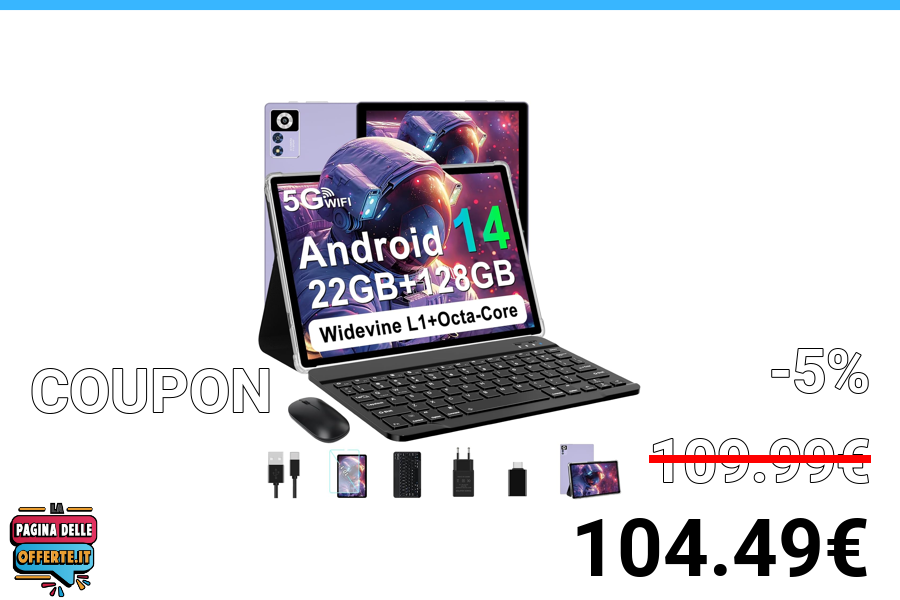 5G WIFI
Android 14
22GB+128GB
Widevine L1+Octa-Core
COUPON
-5%
109.99€
104.49€
LA
PAGINA DELLE
OFFERTE.IT